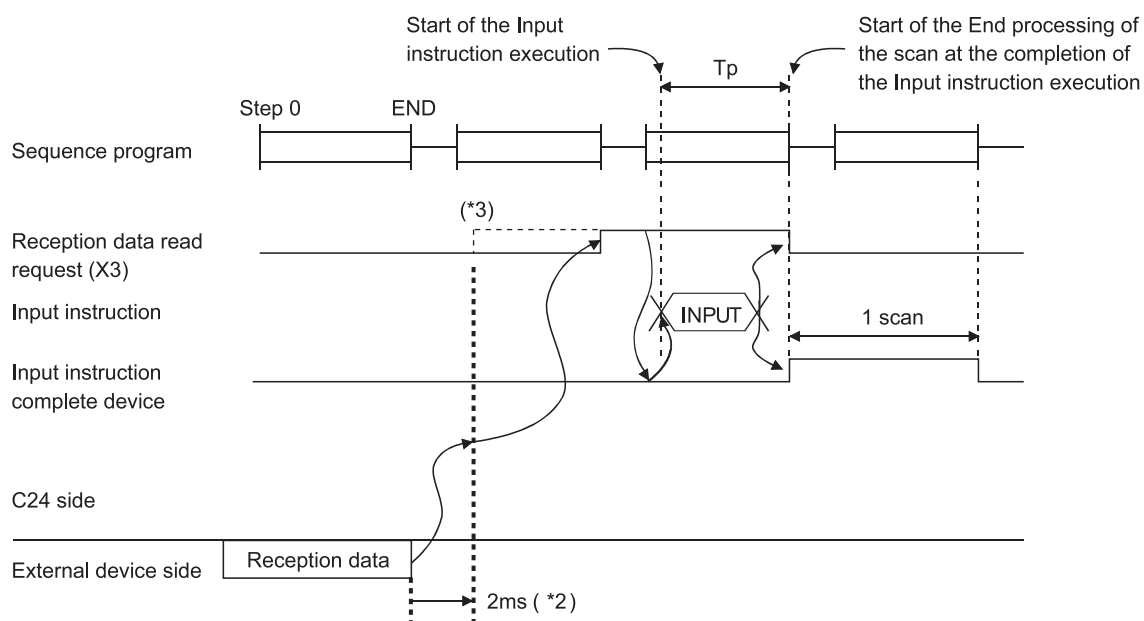 Start of the Input
instruction execution
Start of the End processing of
the scan at the completion of
the Input instruction execution
Tp
Step 0
END
Sequence program
(*3)
Reception data read
request (X3)
Input instruction
INPUT
1 scan
Input instruction
complete device
C24 side
Reception data
External device side
2ms ( *2)